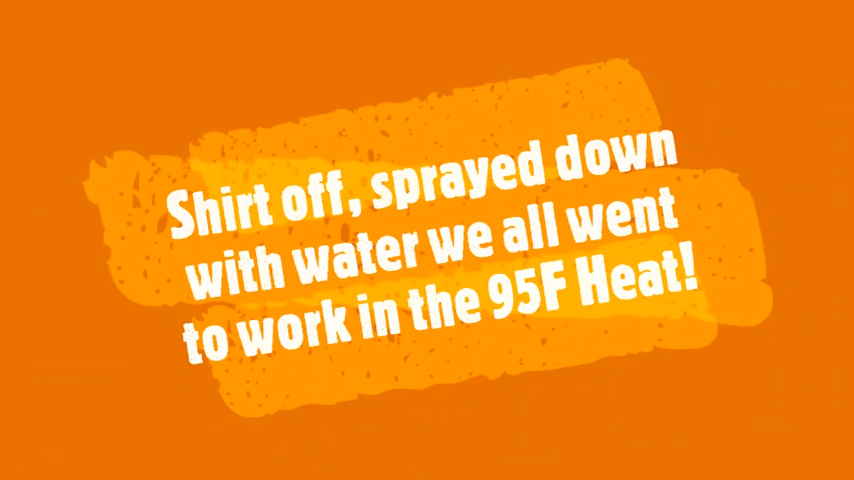 Shirt off, sprayed down
with water we all went
to work in the 95F Heat!